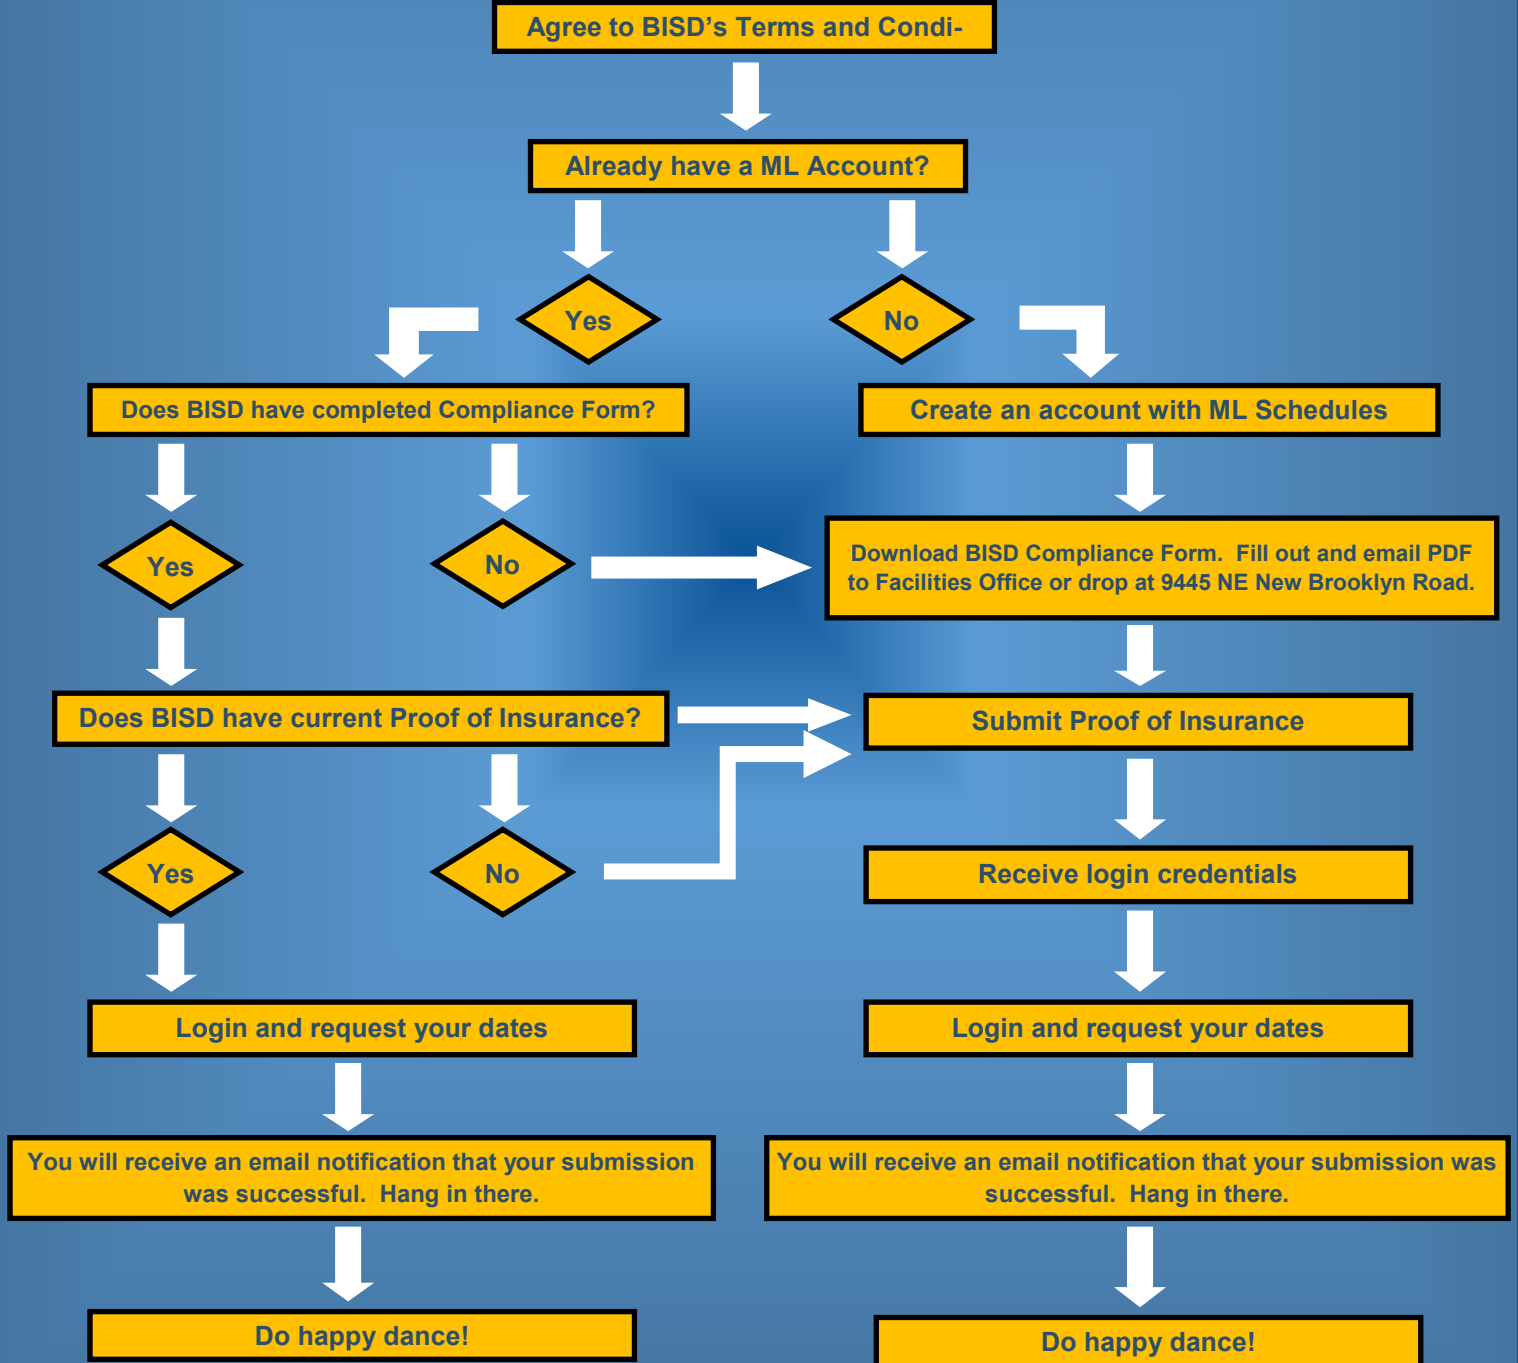 Agree to BISD’s Terms and Condi-
Already have a ML Account?
Yes
No
Does BISD have completed Compliance Form?
Create an account with ML Schedules
Yes
No
Download BISD Compliance Form.  Fill out and email PDF
to Facilities Office or drop at 9445 NE New Brooklyn Road.
Does BISD have current Proof of Insurance?
Submit Proof of Insurance
Yes
No
Receive login credentials
Login and request your dates
Login and request your dates
You will receive an email notification that your submission
was successful.  Hang in there.
You will receive an email notification that your submission was
successful.  Hang in there.
Do happy dance!
Do happy dance!